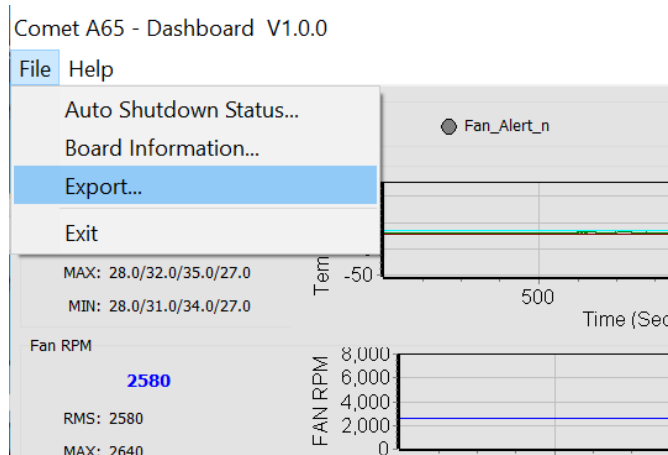 Comet A65 - Dashboard V1.0.0
File Help
Auto Shutdown Status...
Board Information...
Export...
Exit
Fan_Alert_n
MAX: 28.0/32.0/35.0/27.0
MIN: 28.0/31.0/34.0/27.0
Tem
-50
500
Time (Sec
Fan RPM
2580
RMS: 2580
MAX: 2640
FAN RPM
8,000
6,000
4,000
2,000
0